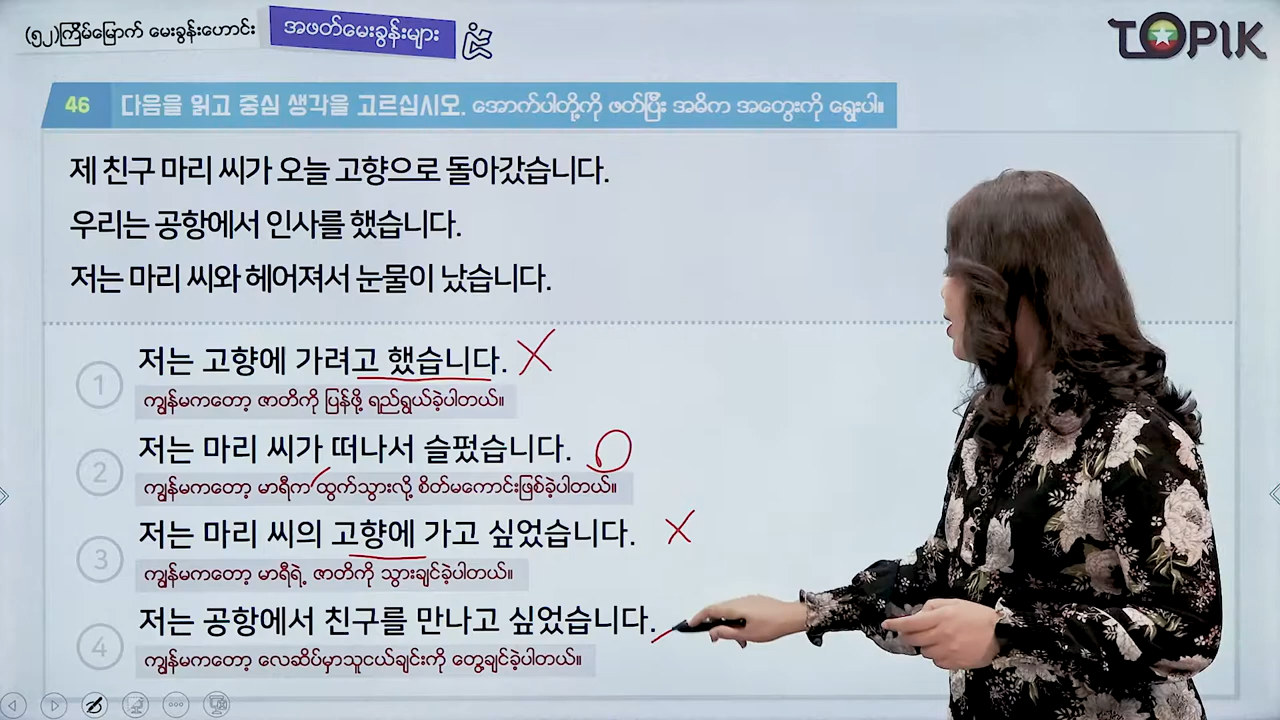 (၅၂)ကြိမ်မြောက် မေးခွန်းဟောင်း
အဖတ်မေးခွန်းများ
TOPIK
46 다음을 읽고 중심 생각을 고르십시오. အောက်ပါတို့ကို ဖတ်ပြီး အဓိက အတွေးကို ရွေးပါ။
제 친구 마리 씨가 오늘 고향으로 돌아갔습니다.
우리는 공항에서 인사를 했습니다.
저는 마리 씨와 헤어져서 눈물이 났습니다.
1 저는 고향에 가려고 했습니다.
ကျွန်မကတော့ ဇာတိကို ပြန်ဖို့ ရည်ရွယ်ခဲ့ပါတယ်။
2 저는 마리 씨가 떠나서 슬펐습니다.
ကျွန်မကတော့ မာရီက ထွက်သွားလို့ စိတ်မကောင်းဖြစ်ခဲ့ပါတယ်။
3 저는 마리 씨의 고향에 가고 싶었습니다.
ကျွန်မကတော့ မာရီရဲ့ ဇာတိကို သွားချင်ခဲ့ပါတယ်။
4 저는 공항에서 친구를 만나고 싶었습니다.
ကျွန်မကတော့ လေဆိပ်မှာသူငယ်ချင်းကို တွေ့ချင်ခဲ့ပါတယ်။